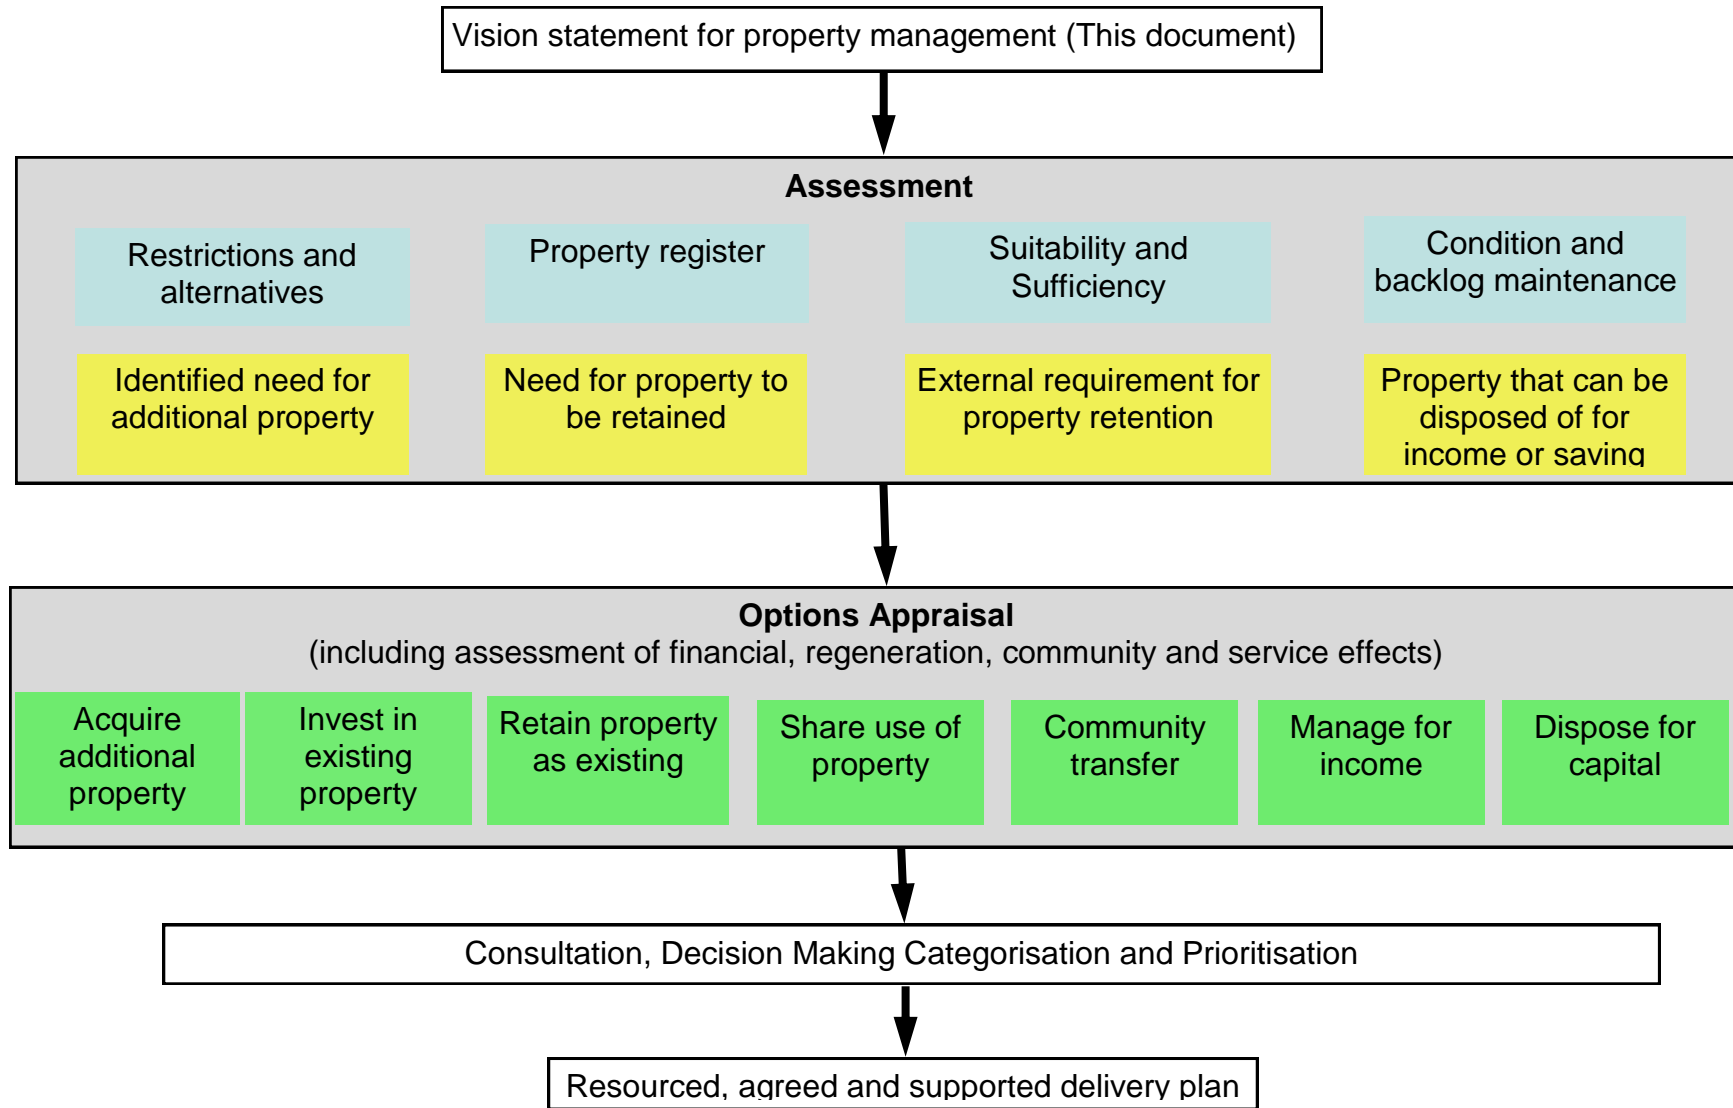 Vision statement for property management (This document)
Assessment
Restrictions and
alternatives
Property register
Suitability and
Sufficiency
Condition and
backlog maintenance
Identified need for
additional property
Need for property to
be retained
External requirement for
property retention
Property that can be
disposed of for
income or saving
Options Appraisal
(including assessment of financial, regeneration, community and service effects)
Acquire
additional
property
Invest in
existing
property
Retain property
as existing
Share use of
property
Community
transfer
Manage for
income
Dispose for
capital
Consultation, Decision Making Categorisation and Prioritisation
Resourced, agreed and supported delivery plan